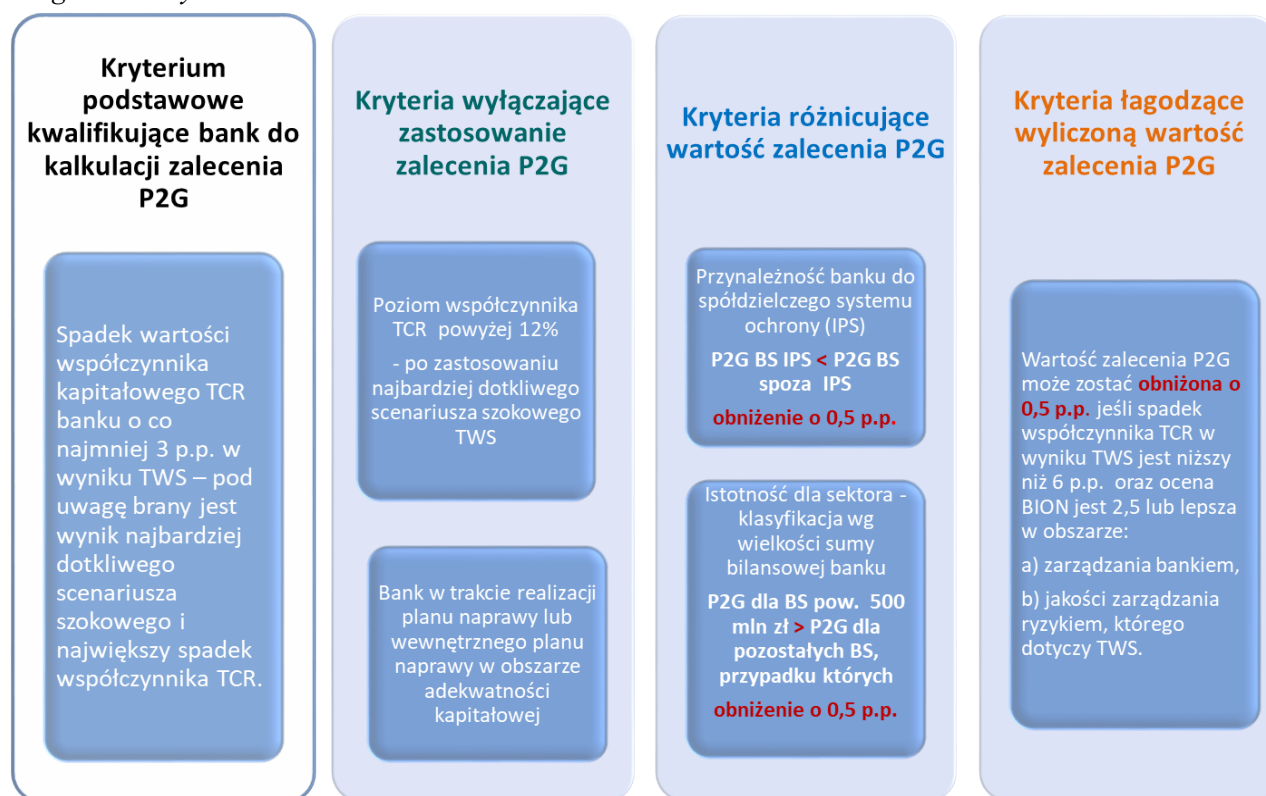 Kryterium
podstawowe
kwalifikujące bank do
kalkulacji zalecenia
P2G
Spadek wartości
współczynnika
kapitałowego TCR
banku o co
najmniej 3 p.p. w
wyniku TWS – pod
uwagę brany jest
wynik najbardziej
dotkliwego
scenariusza
szokowego i
największy spadek
współczynnika TCR.
Kryteria wyłączające
zastosowanie
zalecenia P2G
Poziom współczynnika
TCR powyżej 12%
- po zastosowaniu
najbardziej dotkliwego
scenariusza szokowego
TWS
Bank w trakcie realizacji
planu naprawy lub
wewnętrznego planu
naprawy w obszarze
adekwatności
kapitałowej
Kryteria różnicujące
wartość zalecenia P2G
Przynależność banku do
spółdzielczego systemu
ochrony (IPS)
P2G BS IPS < P2G BS
spoza IPS
obniżenie o 0,5 p.p.
Istotność dla sektora -
klasyfikacja wg
wielkości sumy
bilansowej banku
P2G dla BS pow. 500
mln zł > P2G dla
pozostałych BS,
przypadku których
obniżenie o 0,5 p.p.
Kryteria łagodzące
wyliczoną wartość
zalecenia P2G
Wartość zalecenia P2G
może zostać obniżona o
0,5 p.p. jeśli spadek
współczynnika TCR w
wyniku TWS jest niższy
niż 6 p.p. oraz ocena
BION jest 2,5 lub lepsza
w obszarze:
a) zarządzania bankiem,
b) jakości zarządzania
ryzykiem, którego
dotyczy TWS.